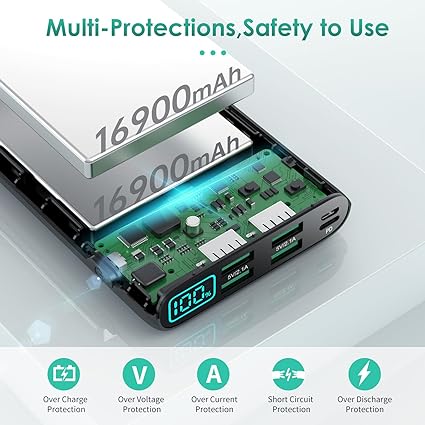 Multi-Protections,Safety to Use
16900mAh
16900mAh
PD
5V/2.1A
5V/2.1A
100%
V
A
Over Charge
Protection
Over Voltage
Protection
Over Current
Protection
Short Circuit
Protection
Over Discharge
Protection